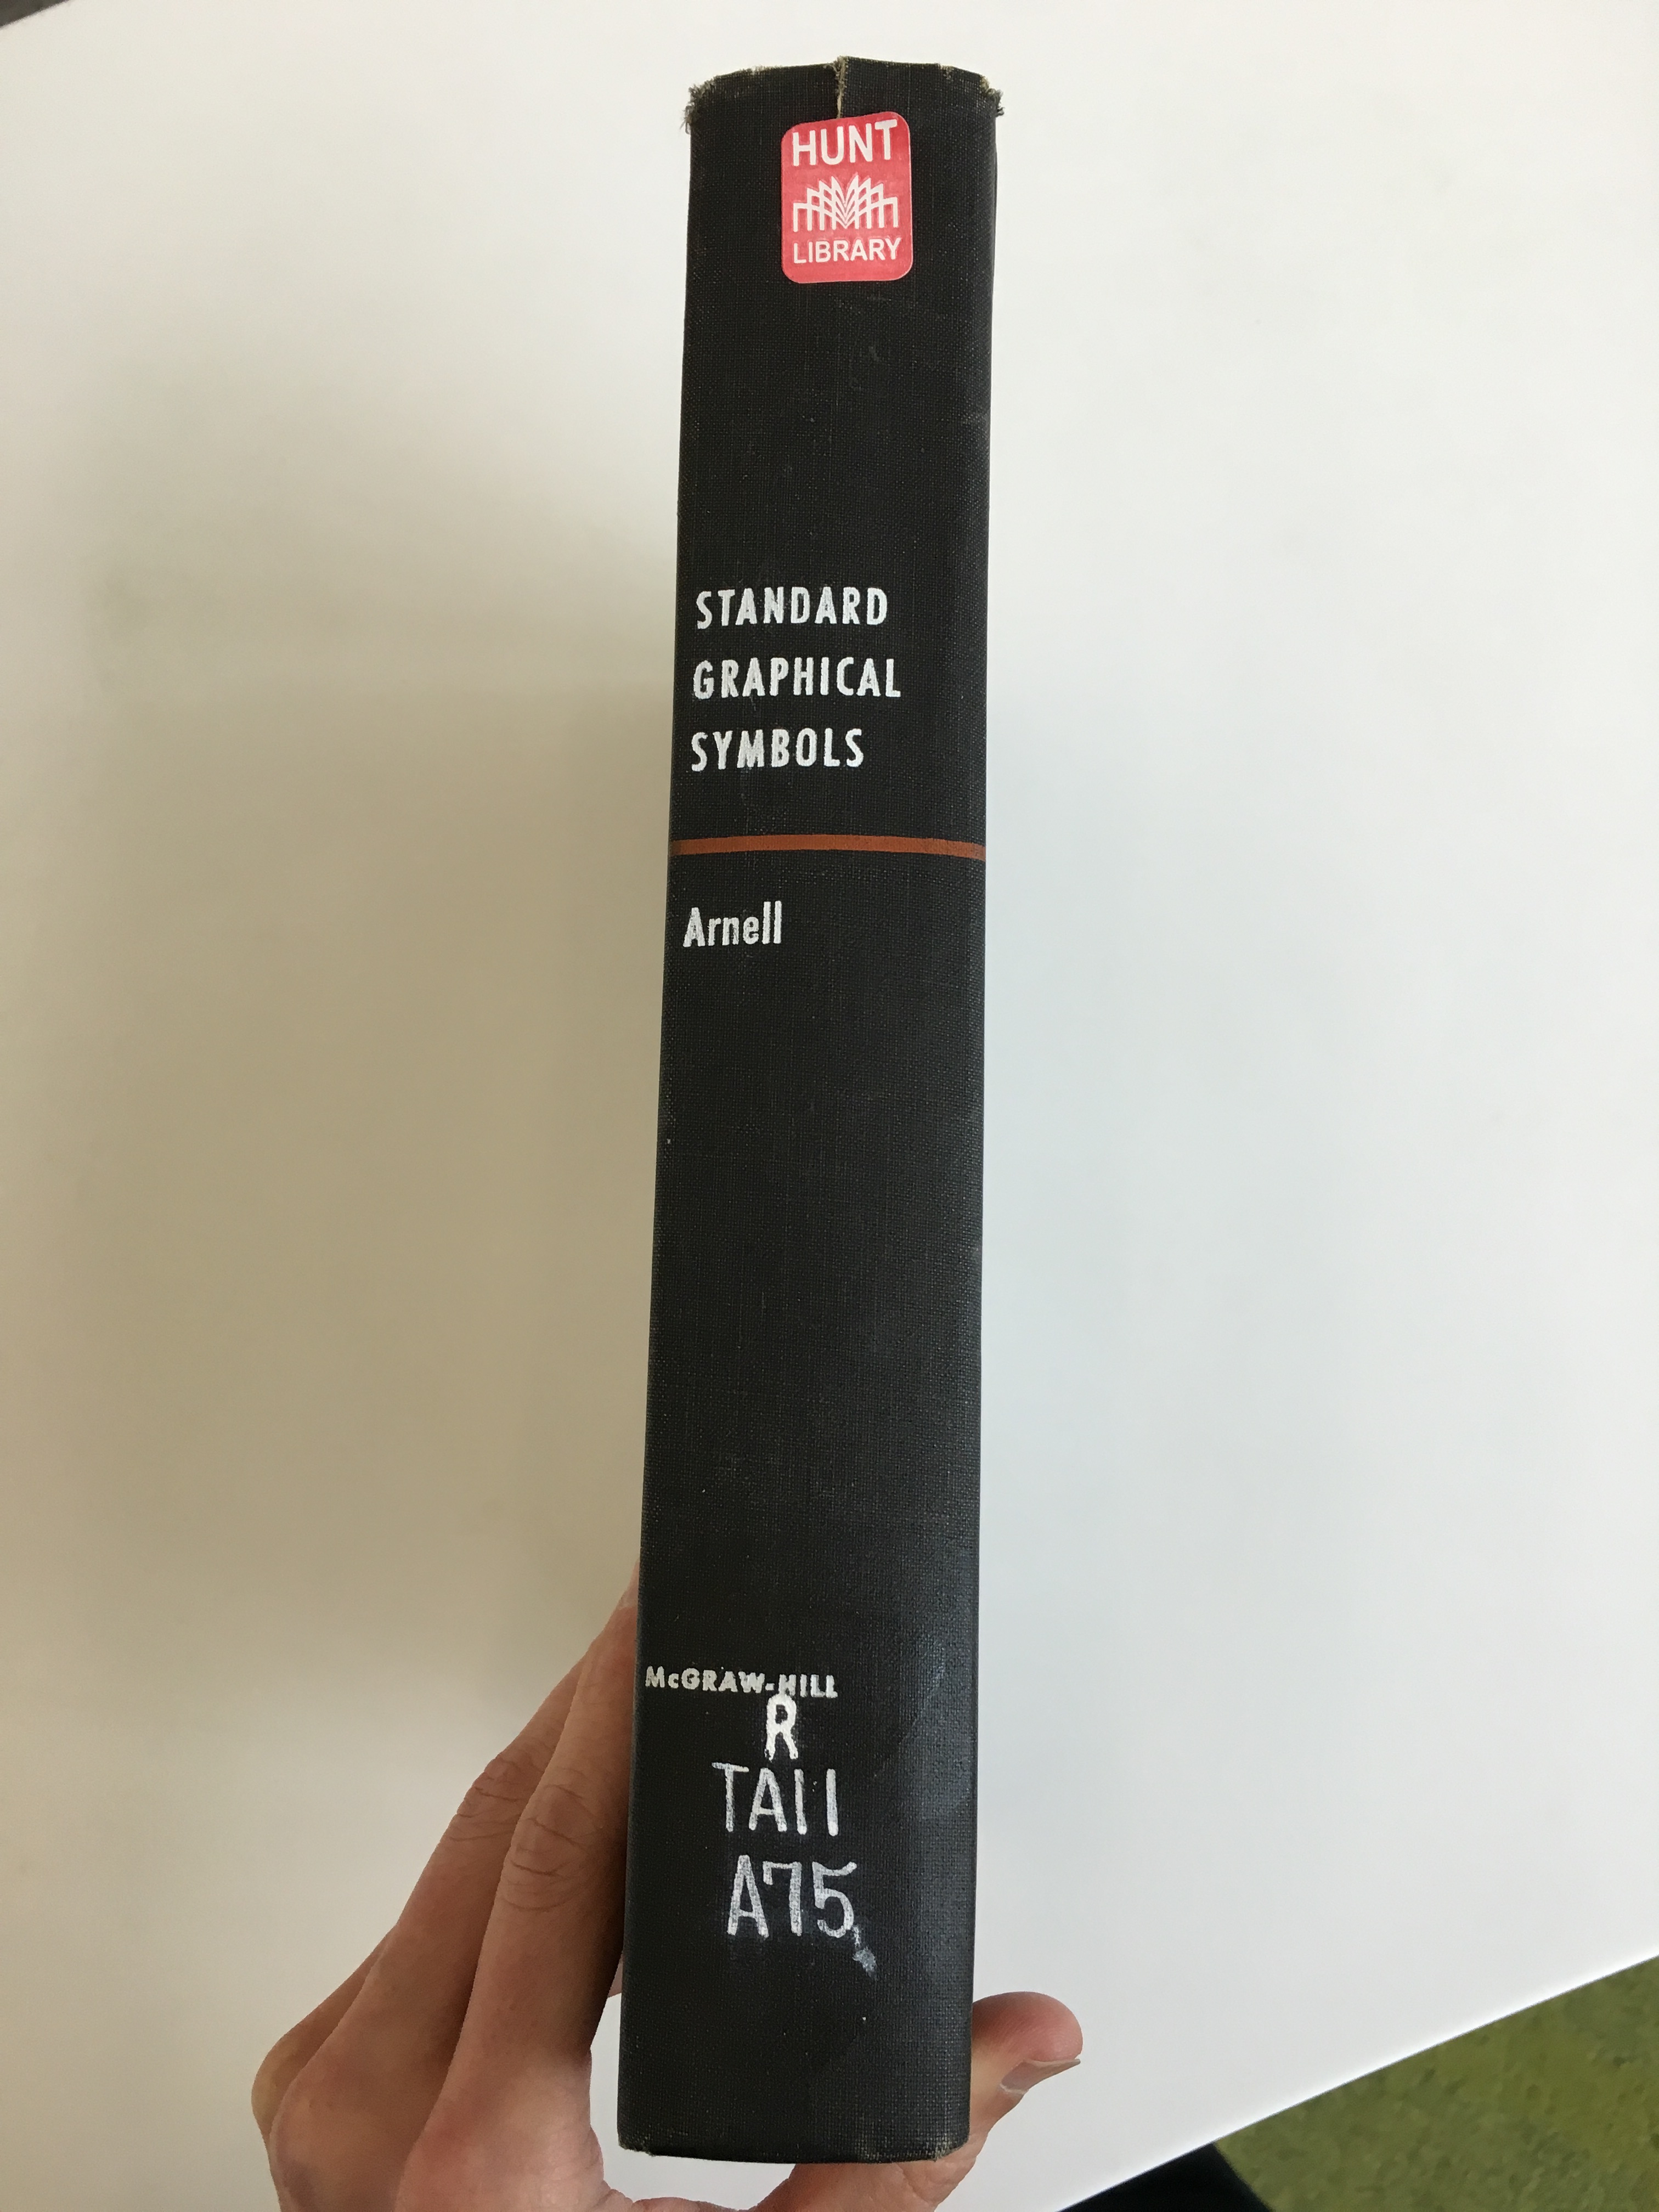 HUNT
LIBRARY
STANDARD
GRAPHICAL
SYMBOLS
Arnell
McGRAW-HILL
R
TA11
A75